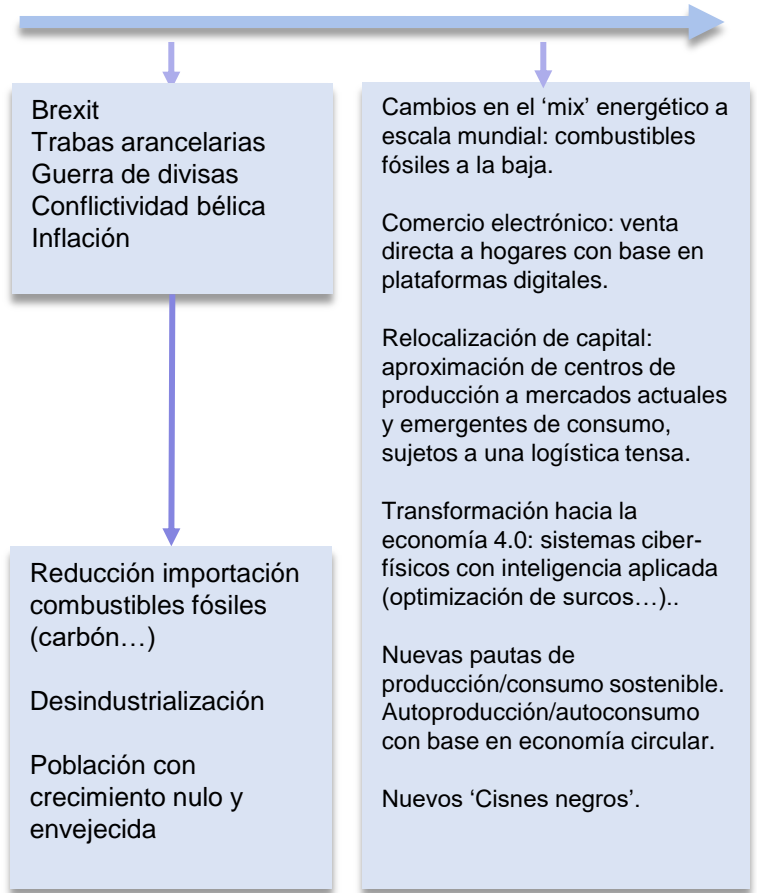 Brexit
Trabas arancelarias
Guerra de divisas
Conflictividad bélica
Inflación
Reducción importación
combustibles fósiles
(carbón…)
Desindustrialización
Población con
crecimiento nulo y
envejecida
Cambios en el ‘mix’ energético a
escala mundial: combustibles
fósiles a la baja.
Comercio electrónico: venta
directa a hogares con base en
plataformas digitales.
Relocalización de capital:
aproximación de centros de
producción a mercados actuales
y emergentes de consumo,
sujetos a una logística tensa.
Transformación hacia la
economía 4.0: sistemas ciber-
físicos con inteligencia aplicada
(optimización de surcos…)..
Nuevas pautas de
producción/consumo sostenible.
Autoproducción/autoconsumo
con base en economía circular.
Nuevos ‘Cisnes negros’.